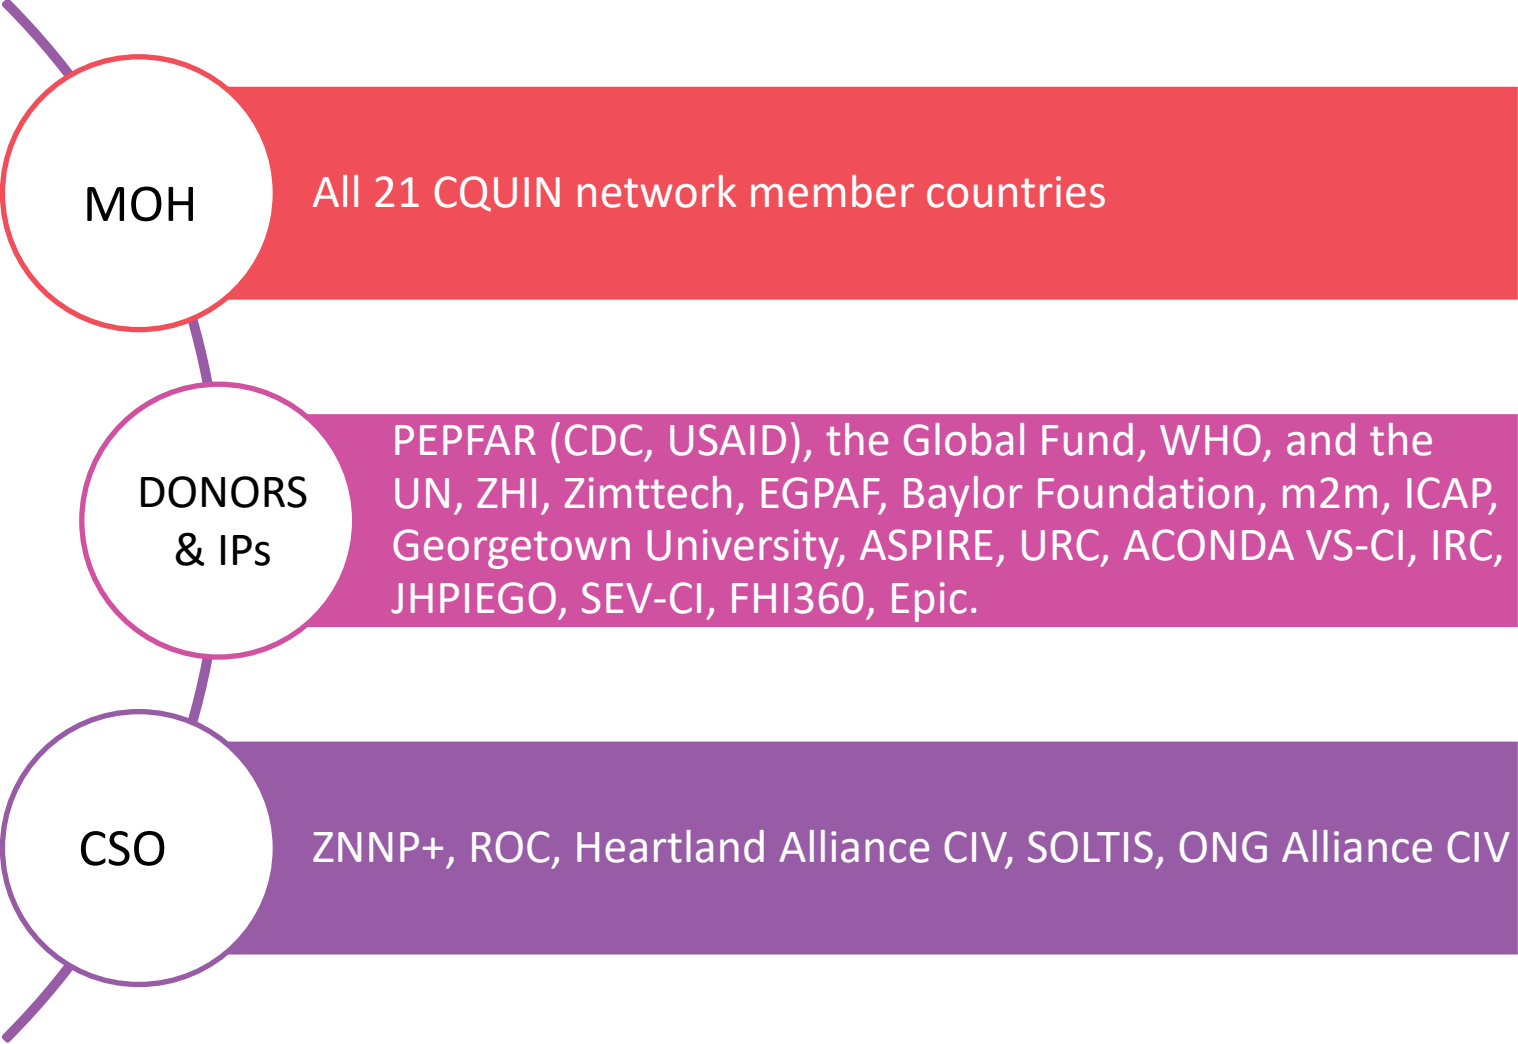 MOH
All 21 CQUIN network member countries
DONORS
& IPs
PEPFAR (CDC, USAID), the Global Fund, WHO, and the
UN, ZHI, Zimttech, EGPAF, Baylor Foundation, m2m, ICAP,
Georgetown University, ASPIRE, URC, ACONDA VS-CI, IRC,
JHPIEGO, SEV-CI, FHI360, Epic.
CSO
ZNNP+, ROC, Heartland Alliance CIV, SOLTIS, ONG Alliance CIV